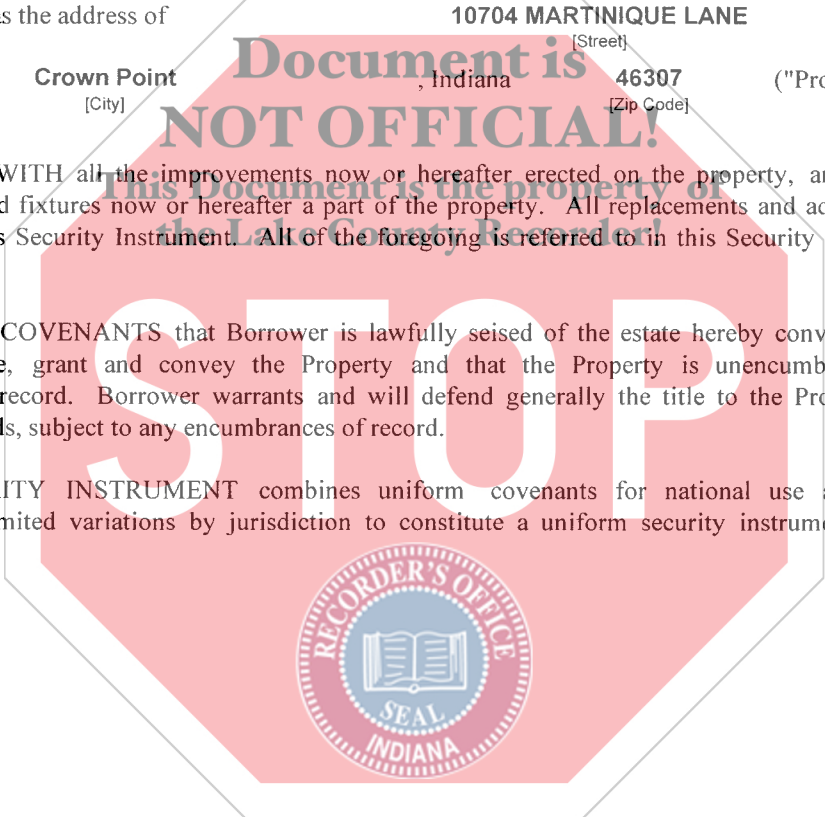 s the address of 10704 MARTINIQUE LANE
[Street]
Crown Point , Indiana 46307 ("Pro
[City] [Zip Code]
Document is
NOT OFFICIAL!
This Document is the property of
the Lake County Recorder!
WITH all the improvements now or hereafter erected on the property, an
d fixtures now or hereafter a part of the property. All replacements and ad
s Security Instrument. All of the foregoing is referred to in this Security
COVENANTS that Borrower is lawfully seised of the estate hereby conv
e, grant and convey the Property and that the Property is unencumb
record. Borrower warrants and will defend generally the title to the Pro
ds, subject to any encumbrances of record.
STOP
ITY INSTRUMENT combines uniform covenants for national use a
mited variations by jurisdiction to constitute a uniform security instrume
RECORDER'S OFFICE
SEAL
INDIANA